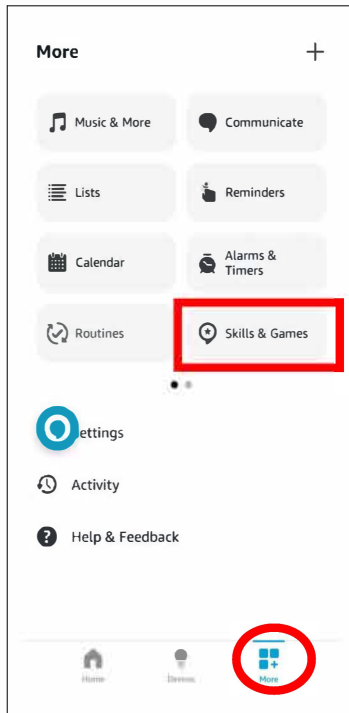 More
Music & More
Communicate
Lists
Reminders
Calendar
Alarms &
Timers
Routines
Skills & Games
ettings
Activity
Help & Feedback
Home
Devices
More